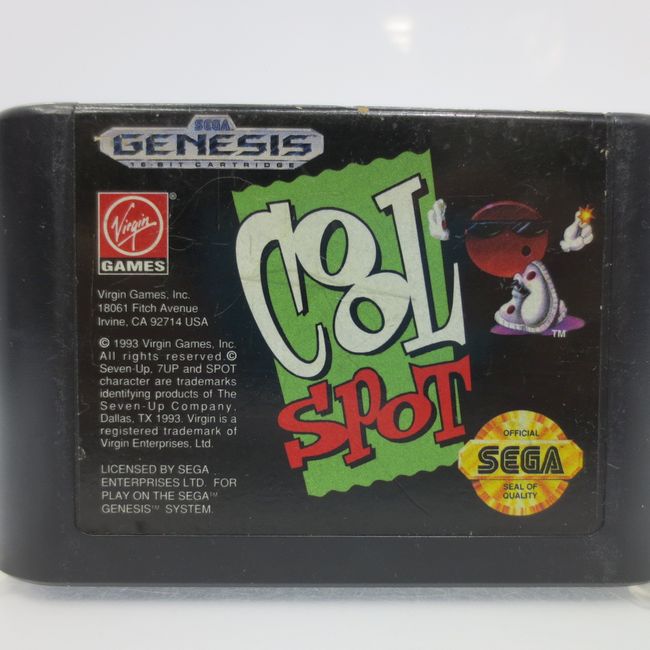 SEGA
GENESIS
16-BIT CARTRIDGE
Virgin ®
GAMES
Virgin Games, Inc.
18061 Fitch Avenue
Irvine, CA 92714 USA
© 1993 Virgin Games, Inc.
All rights reserved ©
Seven-Up, 7UP and SPOT
character are trademarks
identifying products of The
Seven-Up Company,
Dallas, TX 1993. Virgin is a
registered trademark of
Virgin Enterprises, Ltd.
LICENSED BY SEGA
ENTERPRISES LTD. FOR
PLAY ON THE SEGA™
GENESIS™ SYSTEM.
COOL
SPOT
TM
OFFICIAL
SEGA
SEAL OF
QUALITY